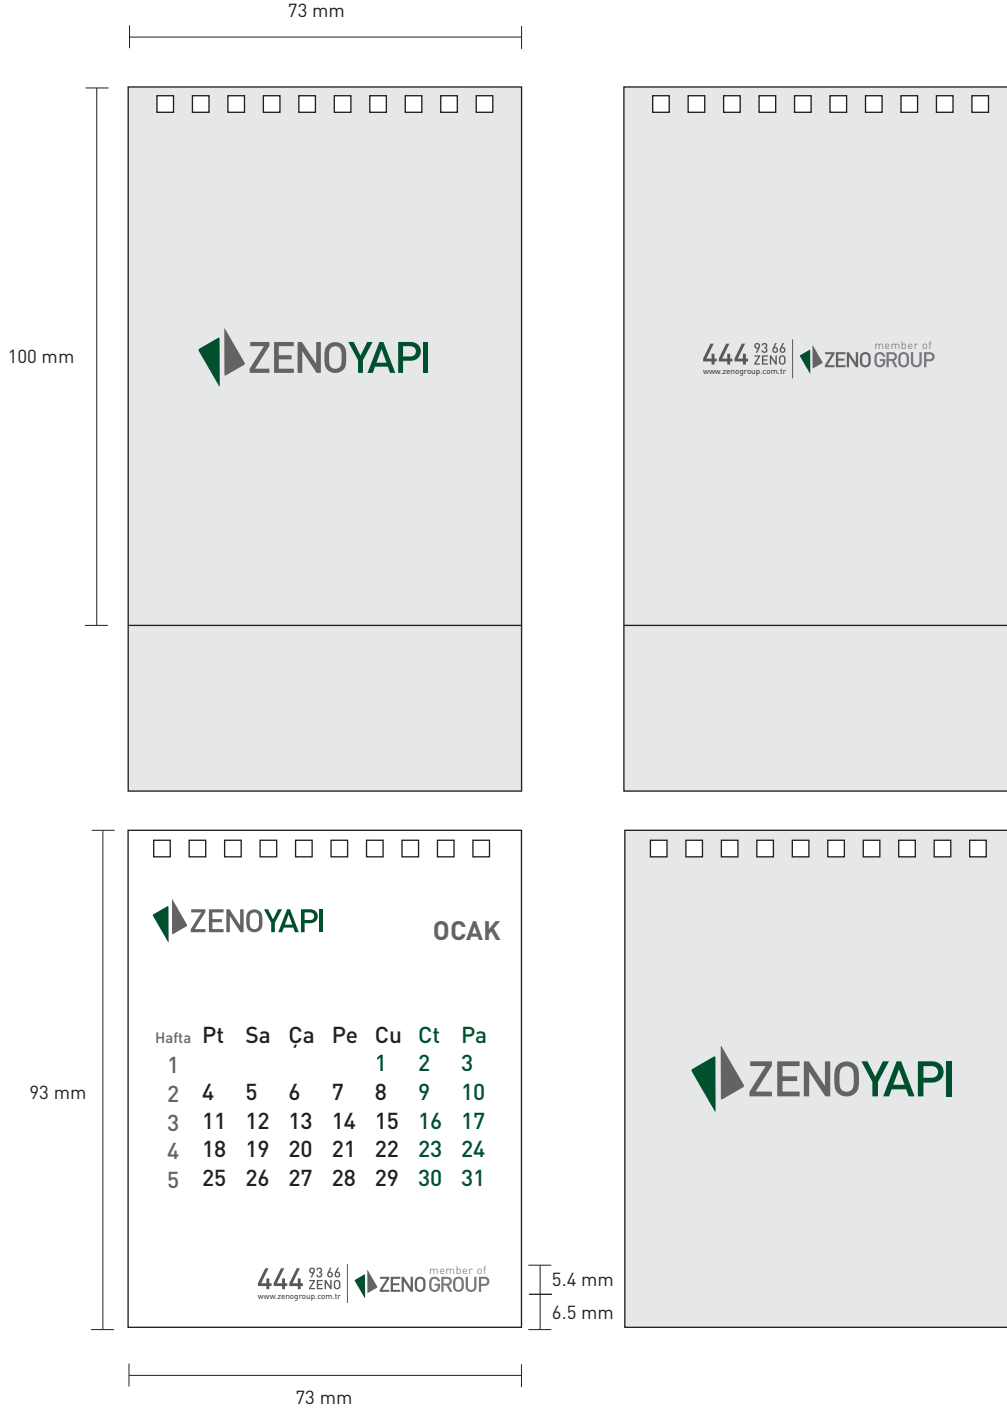 73 mm
100 mm
ZENOYAPI
444 93 66 ZENO
www.zenogroup.com.tr
member of
ZENO GROUP
93 mm
ZENOYAPI
OCAK
Hafta Pt Sa Ça Pe Cu Ct Pa
1 1 2 3
2 4 5 6 7 8 9 10
3 11 12 13 14 15 16 17
4 18 19 20 21 22 23 24
5 25 26 27 28 29 30 31
444 93 66 ZENO
www.zenogroup.com.tr
member of
ZENO GROUP
5.4 mm
6.5 mm
73 mm
ZENOYAPI